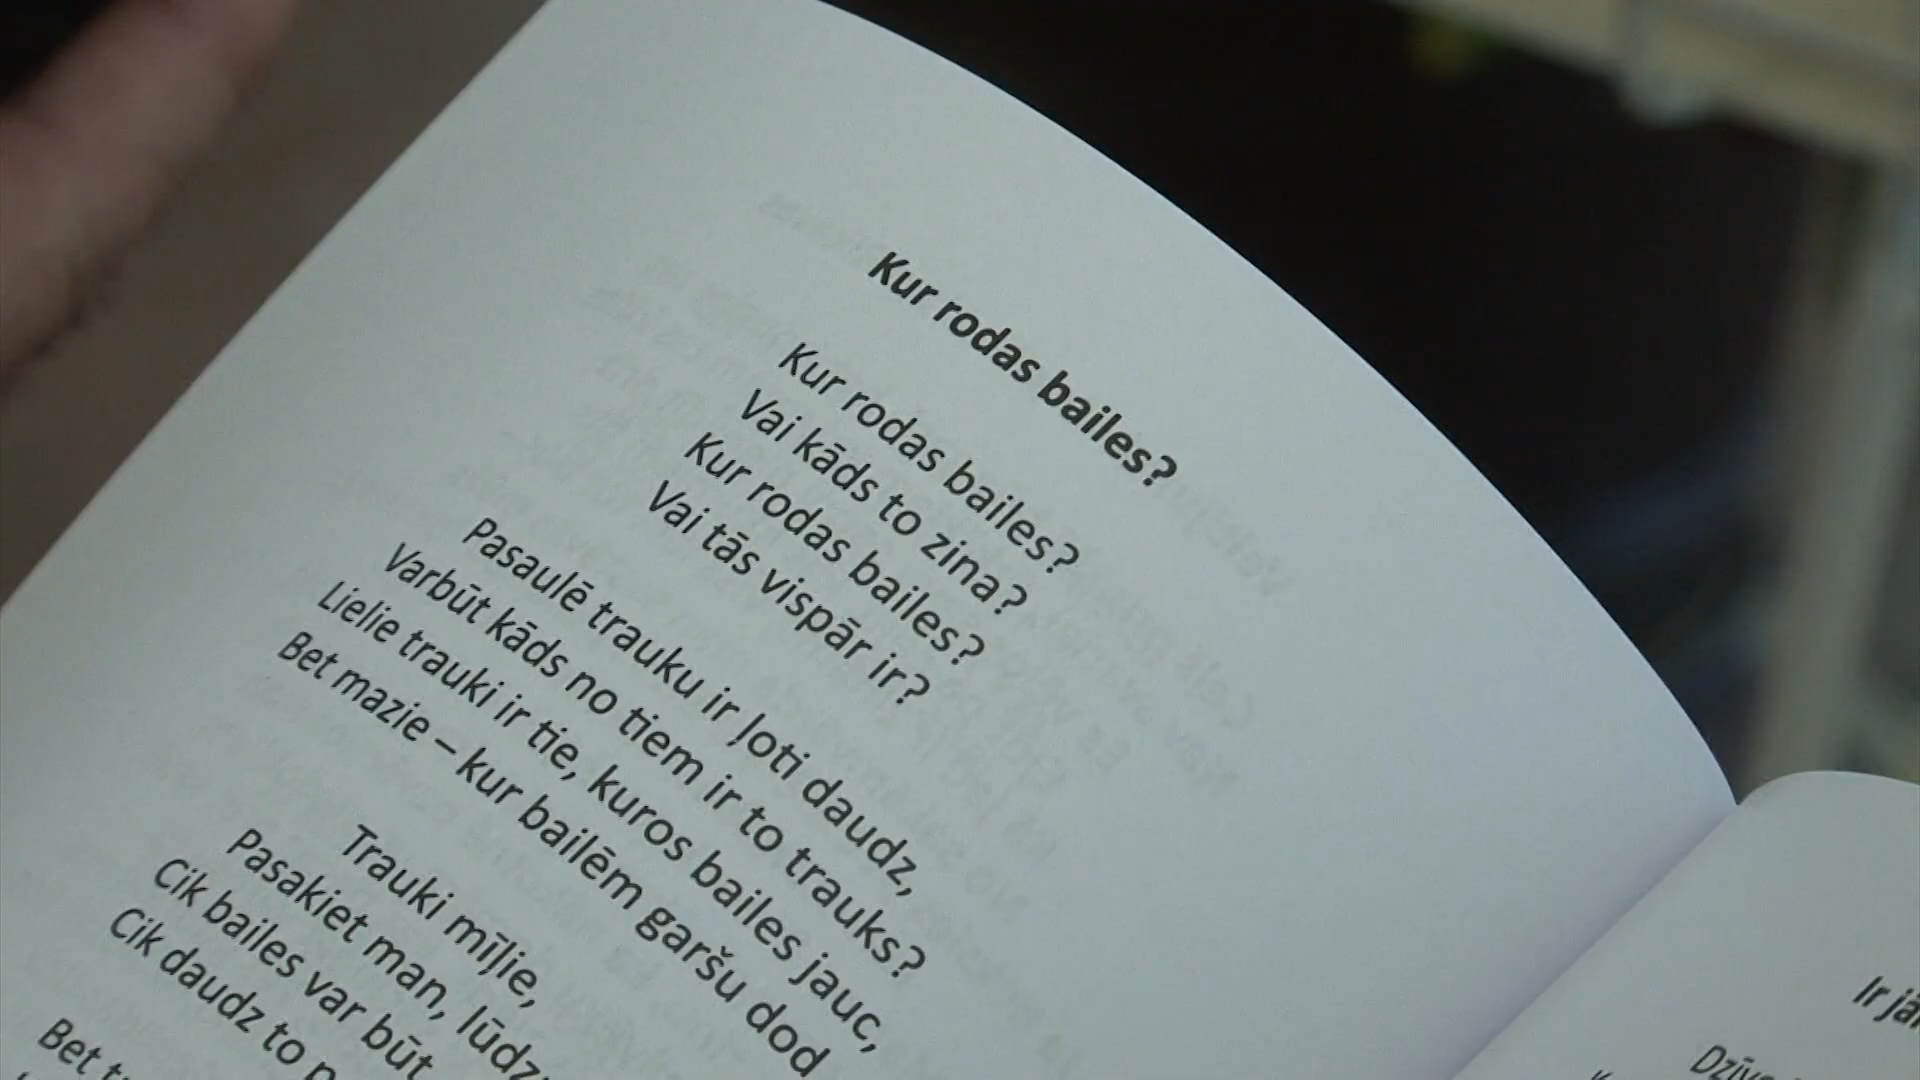 Kur rodas bailes?
Kur rodas bailes?
Vai kāds to zina?
Kur rodas bailes?
Vai tās vispār ir?
Pasaulē trauku ir ļoti daudz,
Varbūt kāds no tiem ir to trauks?
Lielie trauki ir tie, kuros bailes jauc,
Bet mazie – kur bailēm garšu dod
Trauki mīļie,
Pasakiet man,
Cik bailes var būt
Cik daudz to
Bet
Ir